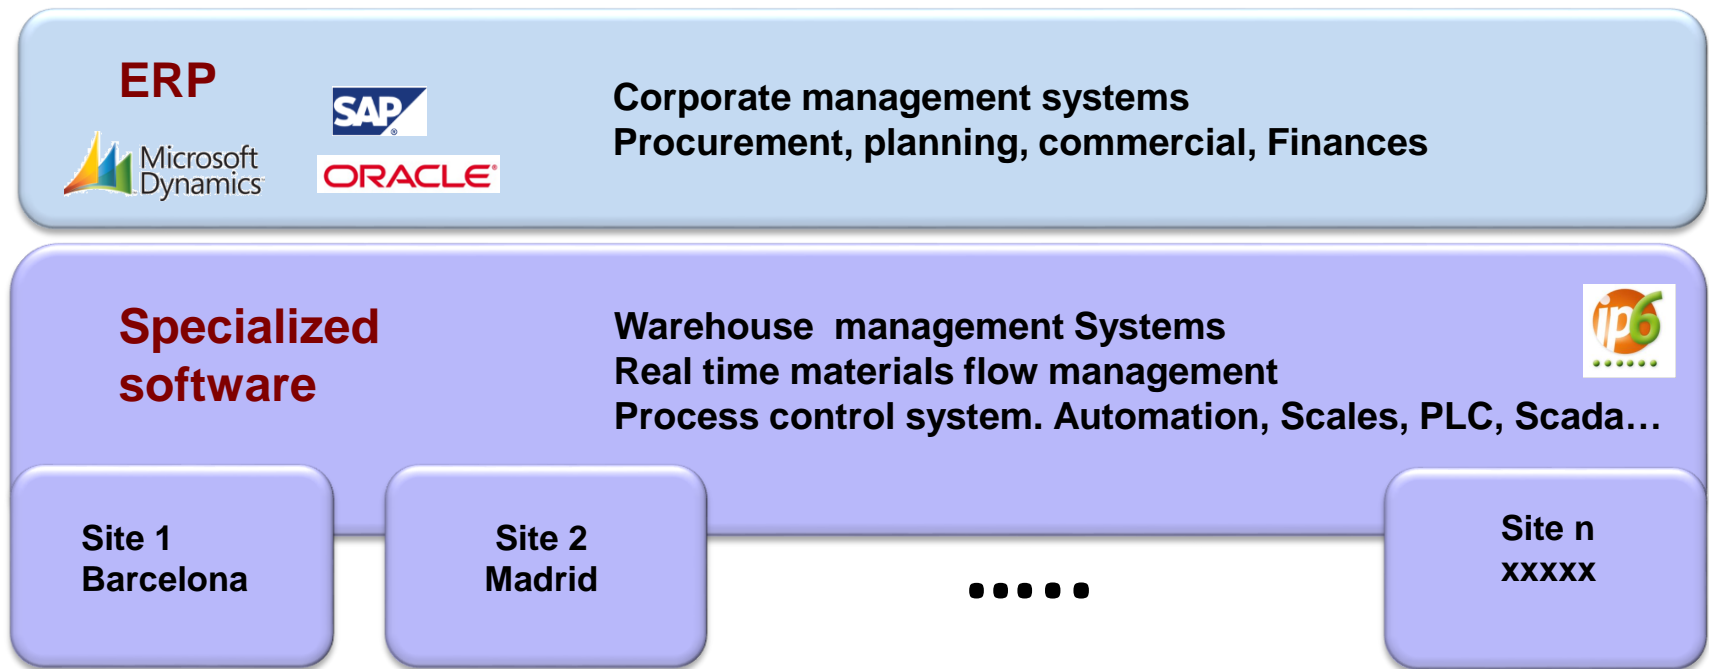 ERP
SAP
Microsoft
Dynamics
ORACLE
Corporate management systems
Procurement, planning, commercial, Finances
Specialized
software
Warehouse  management Systems
Real time materials flow management
Process control system. Automation, Scales, PLC, Scada…
ip6
Site 1
Barcelona
Site 2
Madrid
.....
Site n
xxxxx